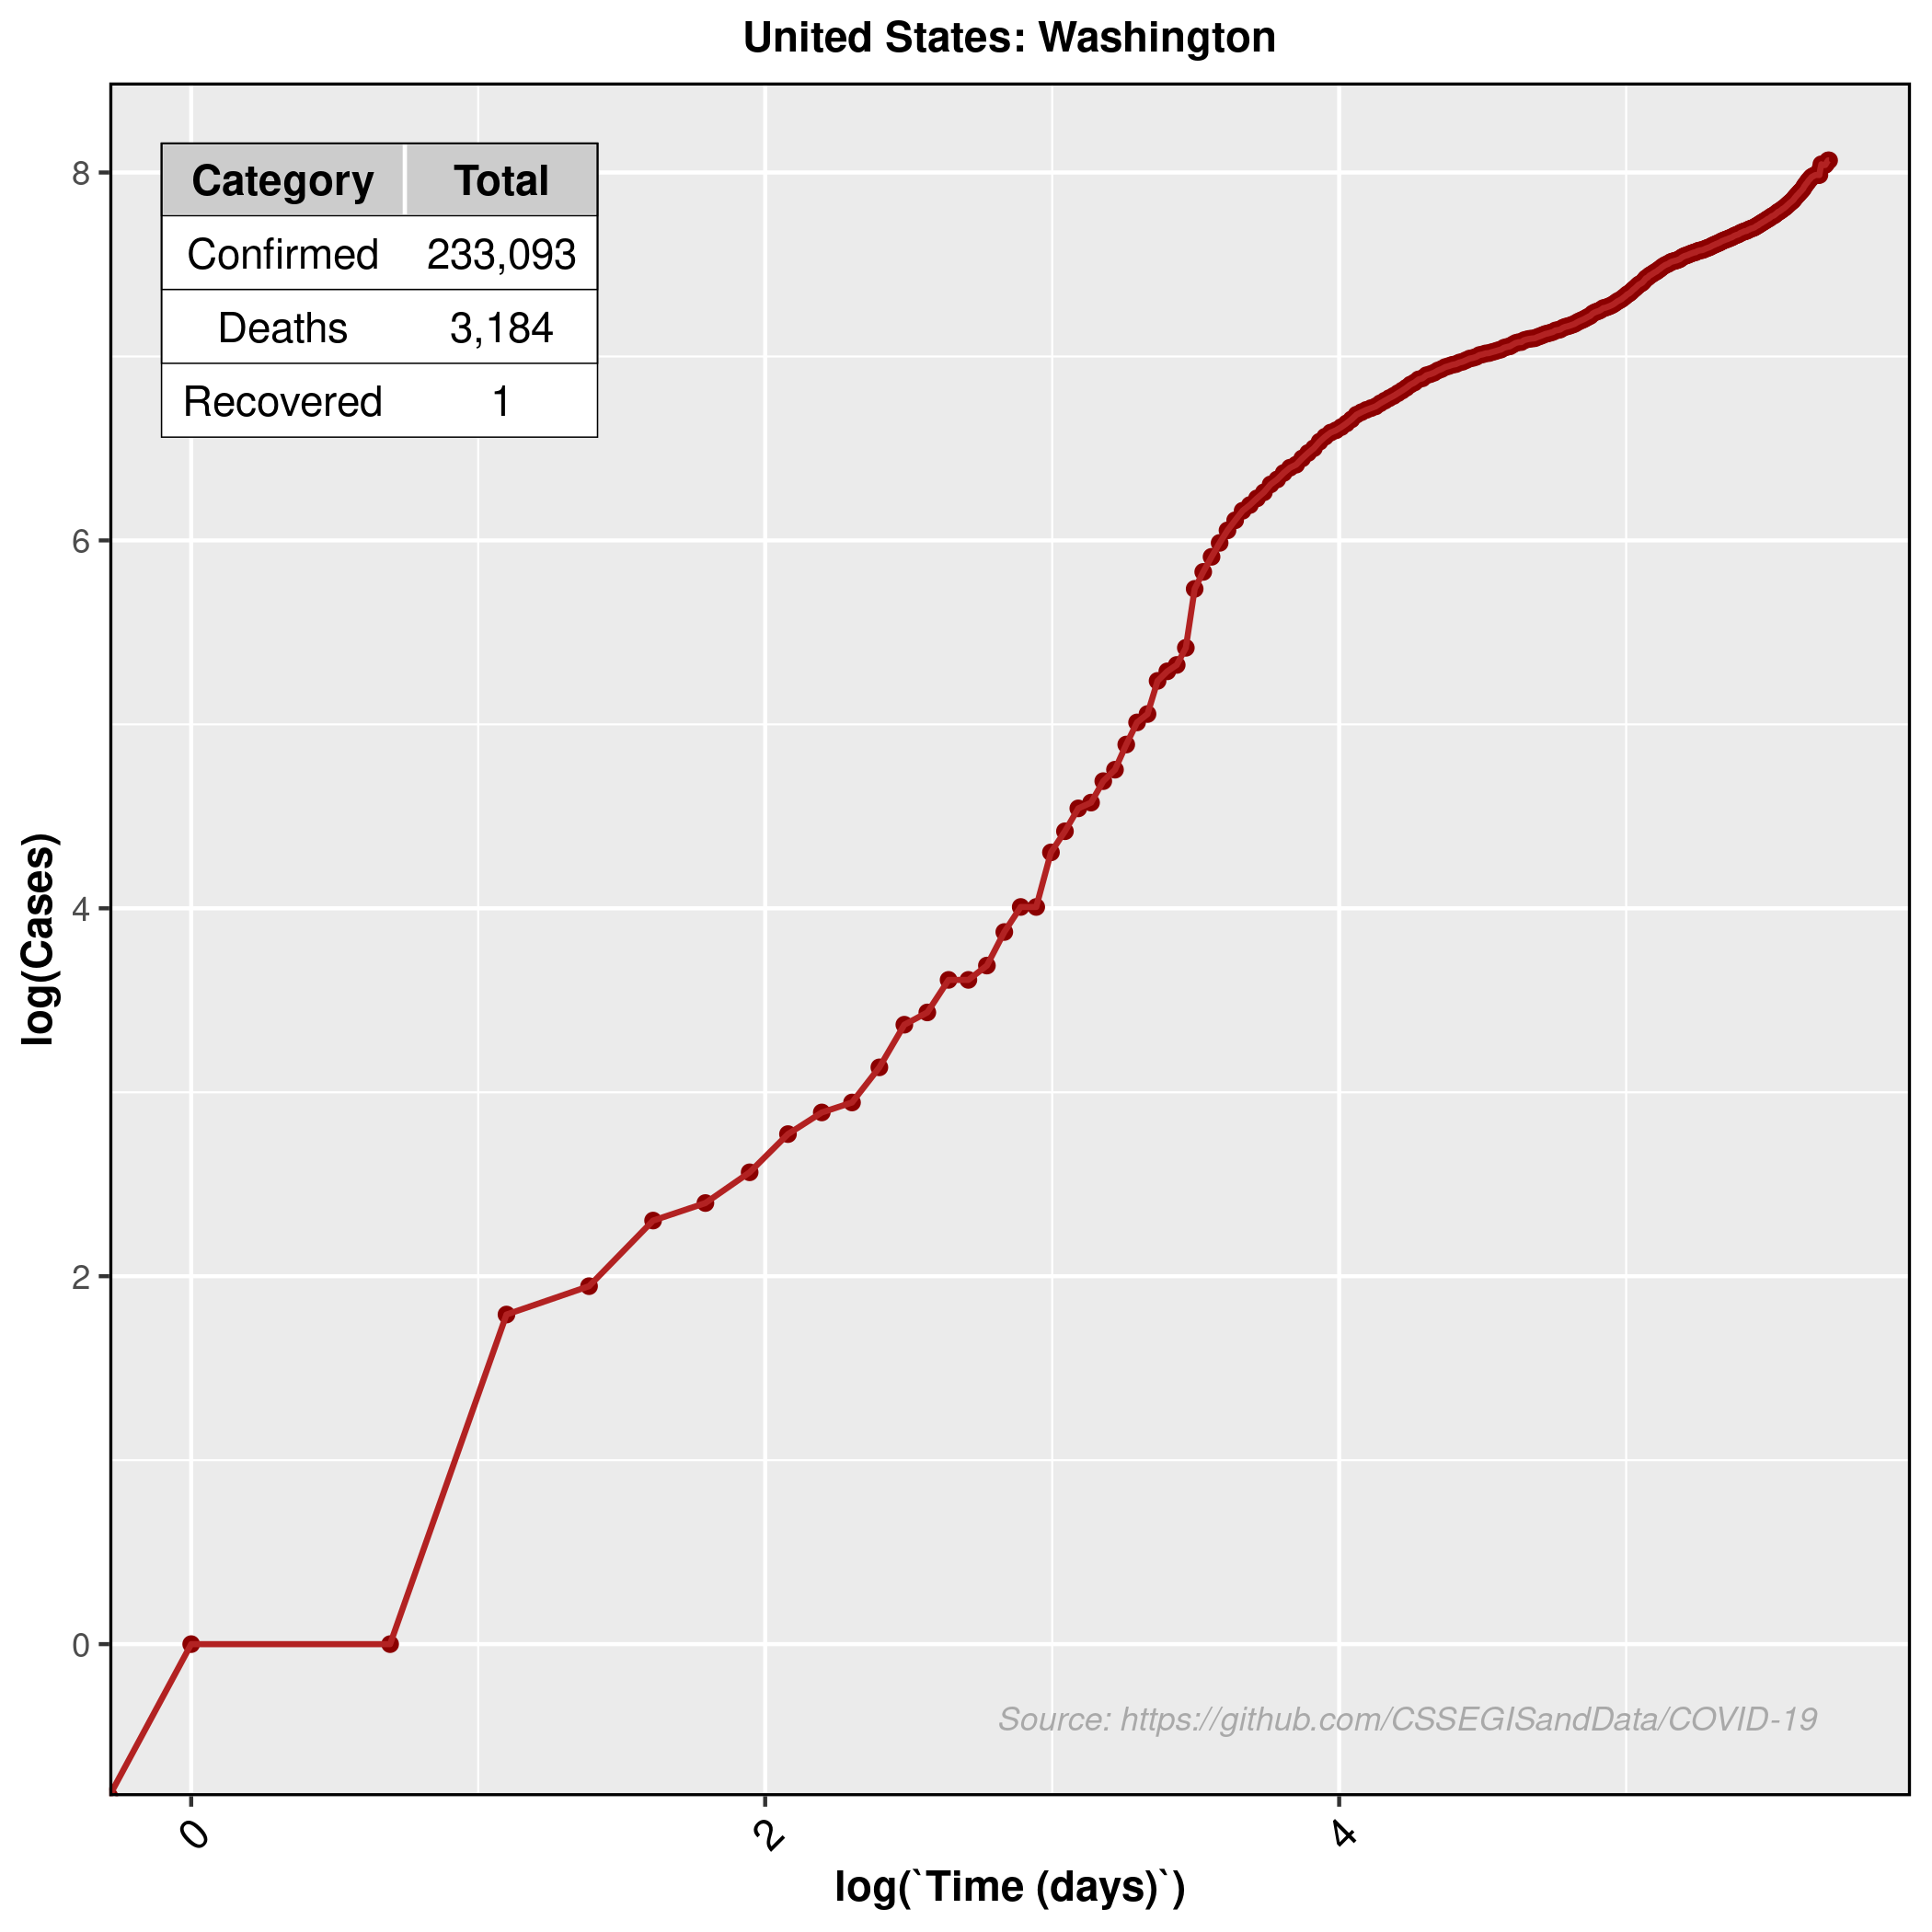 United States: Washington
Category Total
Confirmed 233,093
Deaths 3,184
Recovered 1
8
6
4
2
0
log(Cases)
Source: https://github.com/CSSEGISandData/COVID-19
0 2 4
log(`Time (days)`)